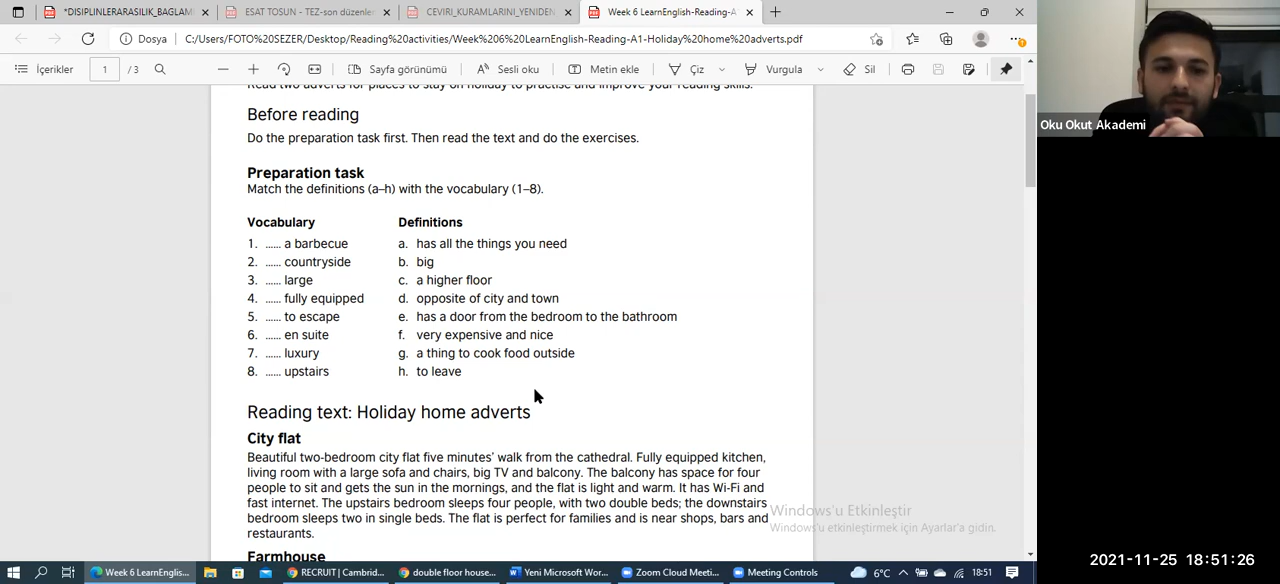 *DISIPLINLERARASILIK_BAGLAMI
ESAT TOSUN - TEZ-son düzenler
CEVIRI_KURAMLARINI_YENIDEN
Week 6 LearnEnglish-Reading-A
Dosya
C:/Users/FOTO%20SEZER/Desktop/Reading%20activities/Week%206%20LearnEnglish-Reading-A1-Holiday%20home%20adverts.pdf
İçerikler 1 /3 Sayfa görünümü Sesli oku Metin ekle Çiz Vurgula Sil
Read two adverts for places to stay on holiday to practise and improve your reading skills.
Before reading
Do the preparation task first. Then read the text and do the exercises.
Preparation task
Match the definitions (a–h) with the vocabulary (1–8).
Vocabulary Definitions
1. ...... a barbecue a. has all the things you need
2. ...... countryside b. big
3. ...... large c. a higher floor
4. ...... fully equipped d. opposite of city and town
5. ...... to escape e. has a door from the bedroom to the bathroom
6. ...... en suite f. very expensive and nice
7. ...... luxury g. a thing to cook food outside
8. ...... upstairs h. to leave
Reading text: Holiday home adverts
City flat
Beautiful two-bedroom city flat five minutes' walk from the cathedral. Fully equipped kitchen,
living room with a large sofa and chairs, big TV and balcony. The balcony has space for four
people to sit and gets the sun in the mornings, and the flat is light and warm. It has Wi-Fi and
fast internet. The upstairs bedroom sleeps four people, with two double beds; the downstairs
bedroom sleeps two in single beds. The flat is perfect for families and is near shops, bars and
restaurants.
Farmhouse
Windows'u Etkinleştir
Windows'u etkinleştirmek için Ayarlar'a gidin.
Oku Okut Akademi
2021-11-25 18:51:26
Week 6 LearnEnglis...
RECRUIT | Cambrid...
double floor house...
Yeni Microsoft Wor...
Zoom Cloud Meeti...
Meeting Controls
6°C
18:51